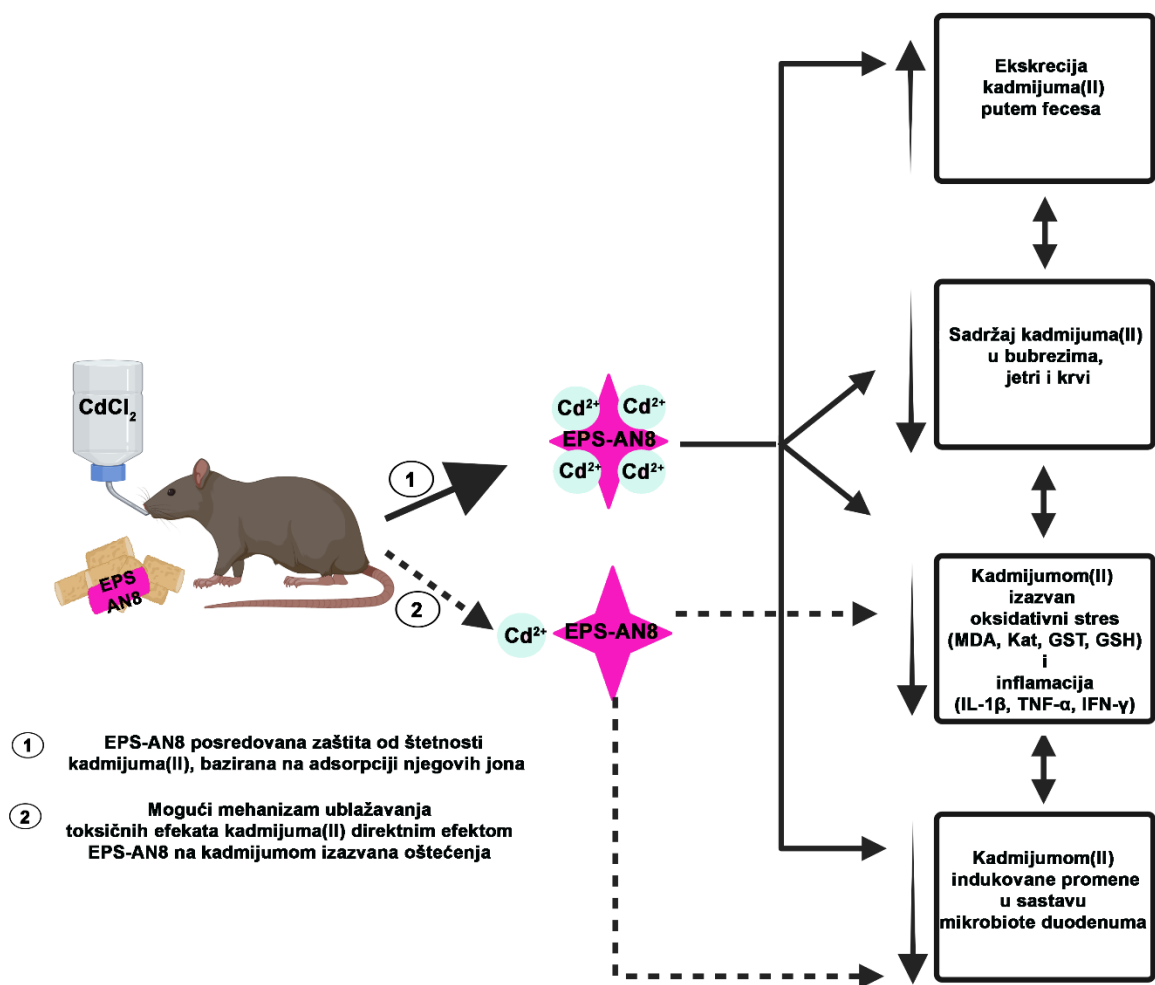 CdCl₂
EPS
AN8
1
2
Cd²⁺ Cd²⁺
EPS-AN8
Cd²⁺ Cd²⁺
Cd²⁺ EPS-AN8
1 EPS-AN8 posredovana zaštita od štetnosti
kadmijuma(II), bazirana na adsorpciji njegovih jona
2 Mogući mehanizam ublažavanja
toksičnih efekata kadmijuma(II) direktnim efektom
EPS-AN8 na kadmijumom izazvana oštećenja
Ekskrecija
kadmijuma(II)
putem fecesa
Sadržaj kadmijuma(II)
u bubrezima,
jetri i krvi
Kadmijumom(II)
izazvan
oksidativni stres
(MDA, Kat, GST, GSH)
i
inflamacija
(IL-1β, TNF-α, IFN-γ)
Kadmijumom(II)
indukovane promene
u sastavu
mikrobiote duodenuma